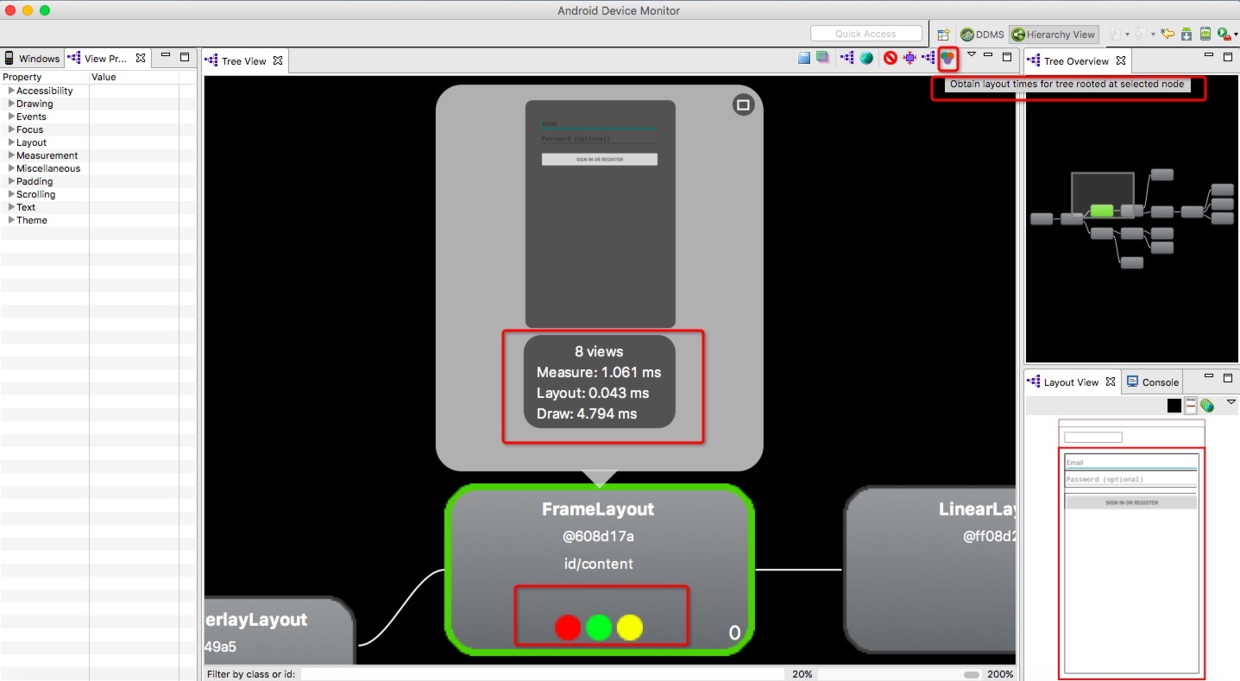 Android Device Monitor
Quick Access
DDMS
Hierarchy View
Windows
View Pr...
Tree View
Tree Overview
Obtain layout times for tree rooted at selected node
Property Value
Accessibility
Drawing
Events
Focus
Layout
Measurement
Miscellaneous
Padding
Scrolling
Text
Theme
Email
Password (optional)
SIGN IN OR REGISTER
8 views
Measure: 1.061 ms
Layout: 0.043 ms
Draw: 4.794 ms
FrameLayout
@608d17a
id/content
0
LinearLay
@ff08d2
erlayLayout
49a5
Filter by class or id:
20%
200%
Layout View
Console
Email
Password (optional)
SIGN IN OR REGISTER